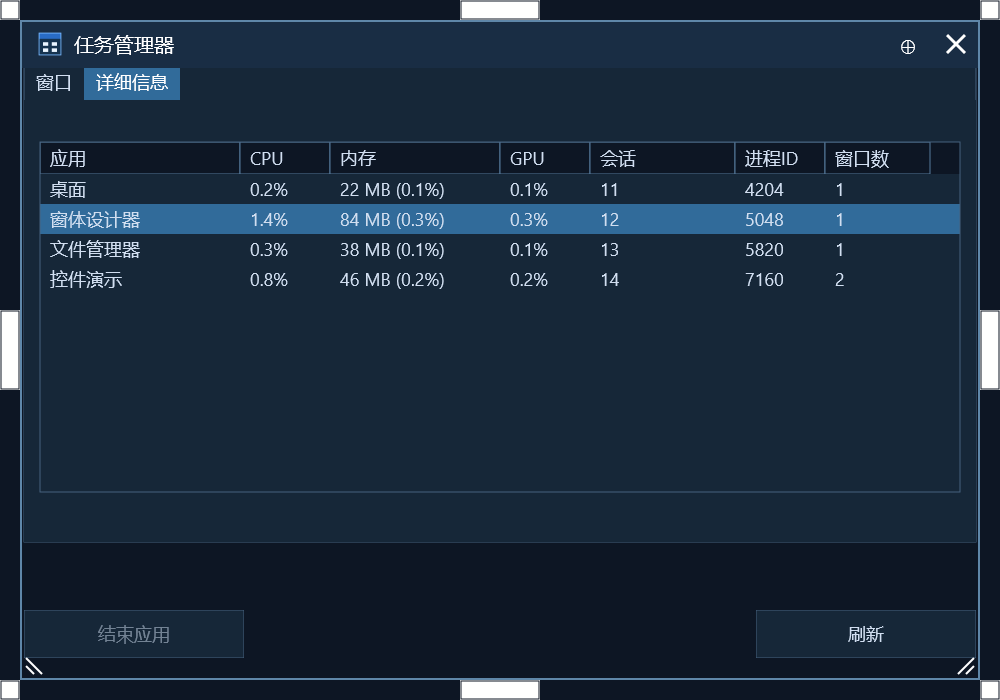 任务管理器
窗口 详细信息
应用 CPU 内存 GPU 会话 进程ID 窗口数
桌面 0.2% 22 MB (0.1%) 0.1% 11 4204 1
窗体设计器 1.4% 84 MB (0.3%) 0.3% 12 5048 1
文件管理器 0.3% 38 MB (0.1%) 0.1% 13 5820 1
控件演示 0.8% 46 MB (0.2%) 0.2% 14 7160 2
结束应用 刷新